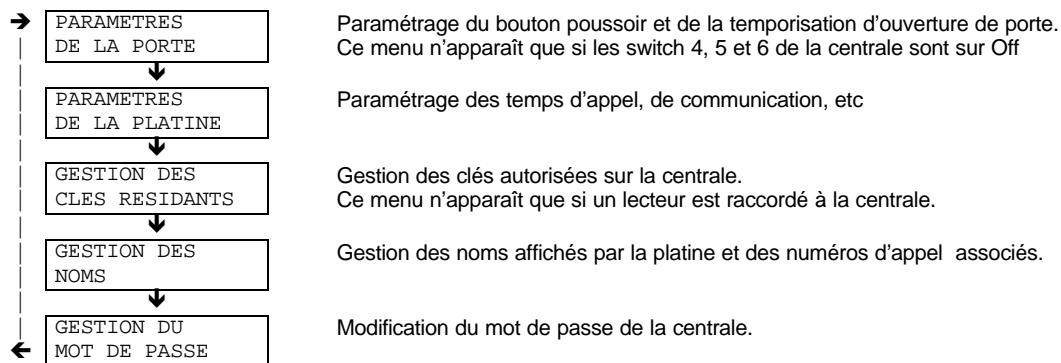 PARAMETRES
DE LA PORTE
Paramétrage du bouton poussoir et de la temporisation d’ouverture de porte.
Ce menu n’apparaît que si les switch 4, 5 et 6 de la centrale sont sur Off
PARAMETRES
DE LA PLATINE
Paramétrage des temps d’appel, de communication, etc
GESTION DES
CLES RESIDANTS
Gestion des clés autorisées sur la centrale.
Ce menu n’apparaît que si un lecteur est raccordé à la centrale.
GESTION DES
NOMS
Gestion des noms affichés par la platine et des numéros d’appel associés.
GESTION DU
MOT DE PASSE
Modification du mot de passe de la centrale.